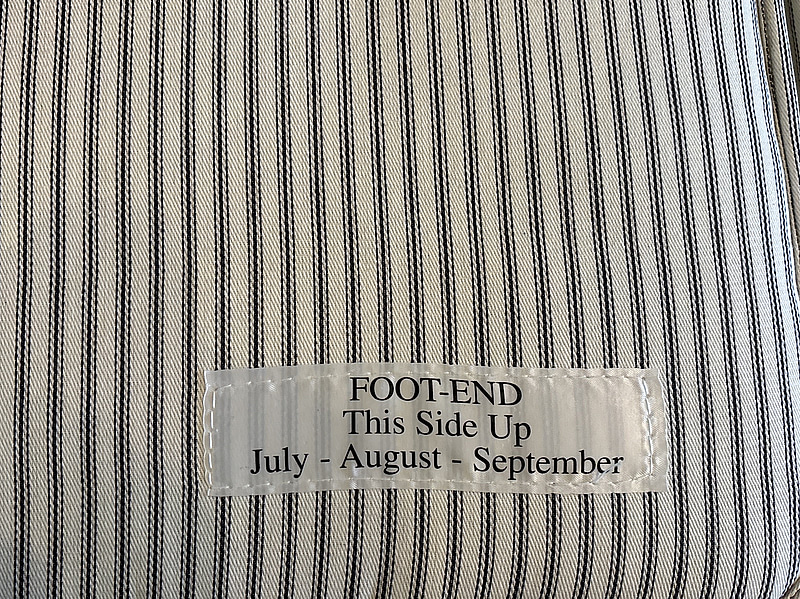 FOOT-END
This Side Up
July - August - September